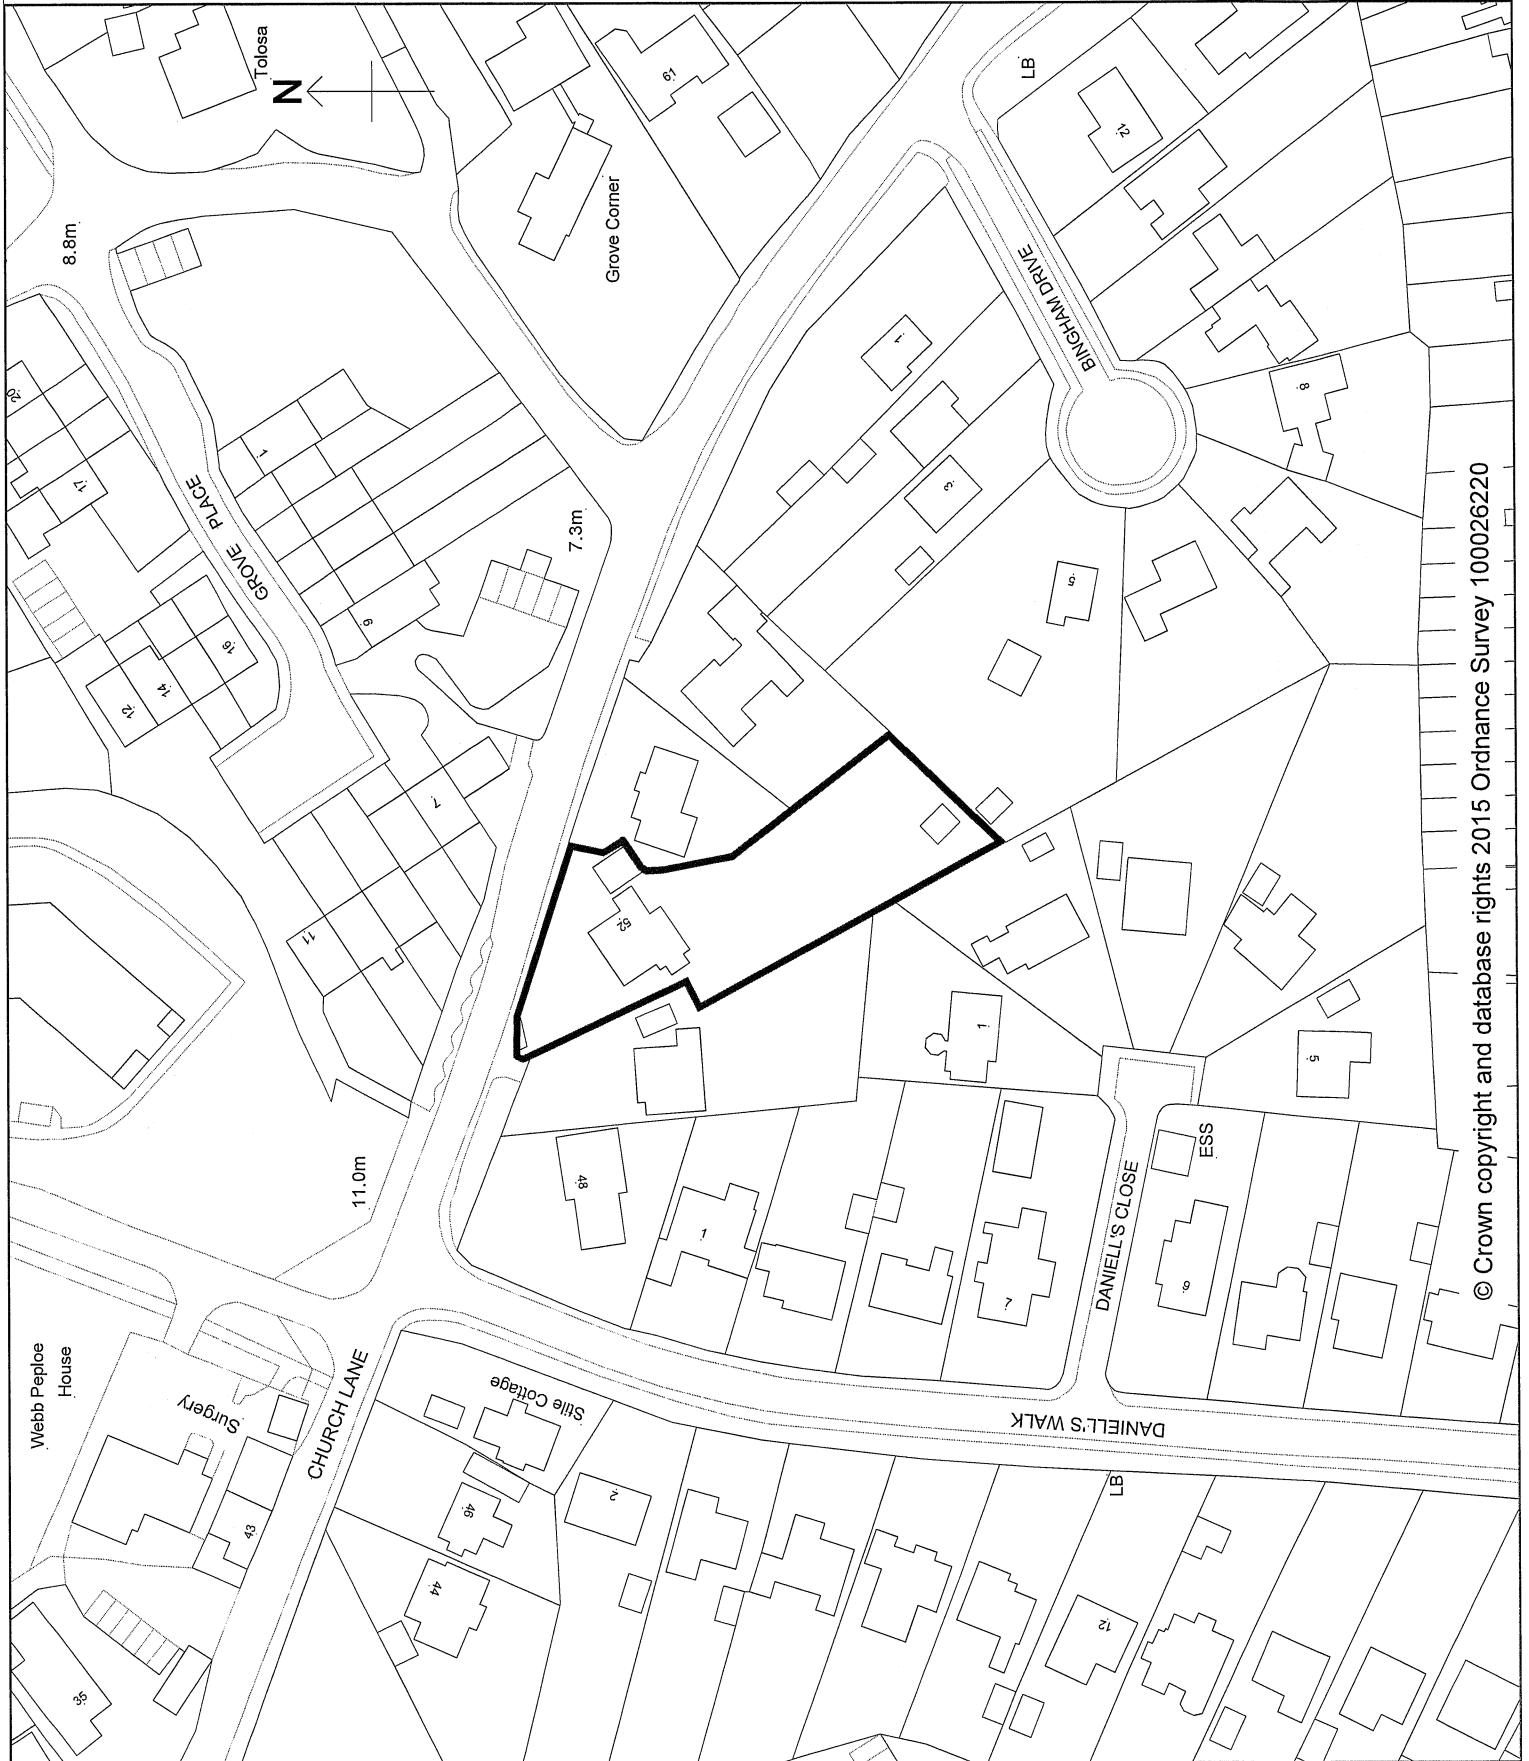 Webb Peploe
House
8.8m
20
35
17
12
14
16
Surgery
GROVE PLACE
43
1
Tolosa
N
11
CHURCH LANE
11.0m
6
44
7
46
Stile Cottage
7.3m
48
2
Grove Corner
52
61
1
1
3
1
7
LB
BINGHAM DRIVE
5
12
DANIELL'S CLOSE
LB
12
DANIELL'S WALK
9
ESS
8
5
© Crown copyright and database rights 2015 Ordnance Survey 100026220